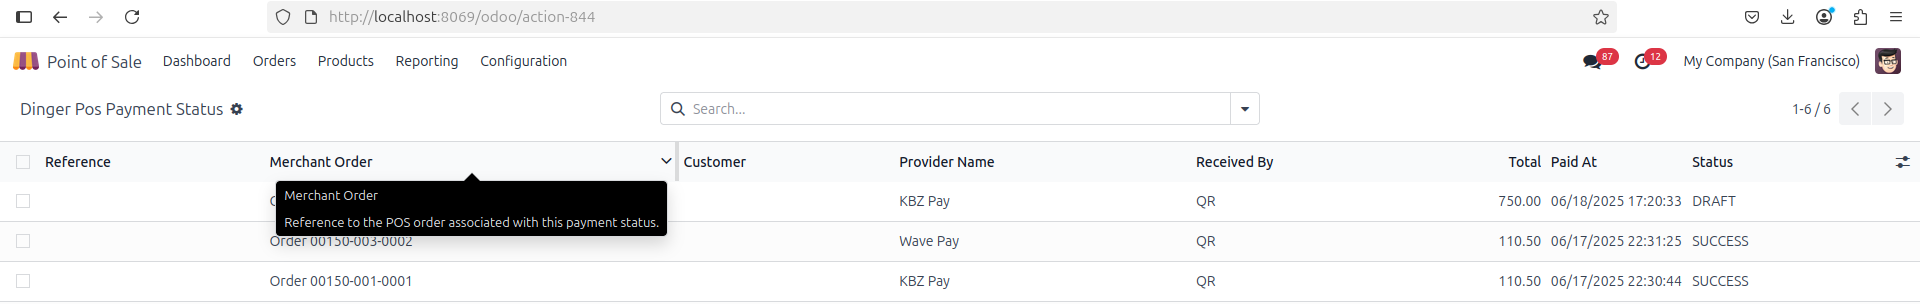 http://localhost:8069/odoo/action-844
Point of Sale Dashboard Orders Products Reporting Configuration 87 12 My Company (San Francisco)
Dinger Pos Payment Status Search... 1-6 / 6
Reference Merchant Order Customer Provider Name Received By Total Paid At Status
Merchant Order
Reference to the POS order associated with this payment status.
KBZ Pay QR 750.00 06/18/2025 17:20:33 DRAFT
Order 00150-003-0002 Wave Pay QR 110.50 06/17/2025 22:31:25 SUCCESS
Order 00150-001-0001 KBZ Pay QR 110.50 06/17/2025 22:30:44 SUCCESS